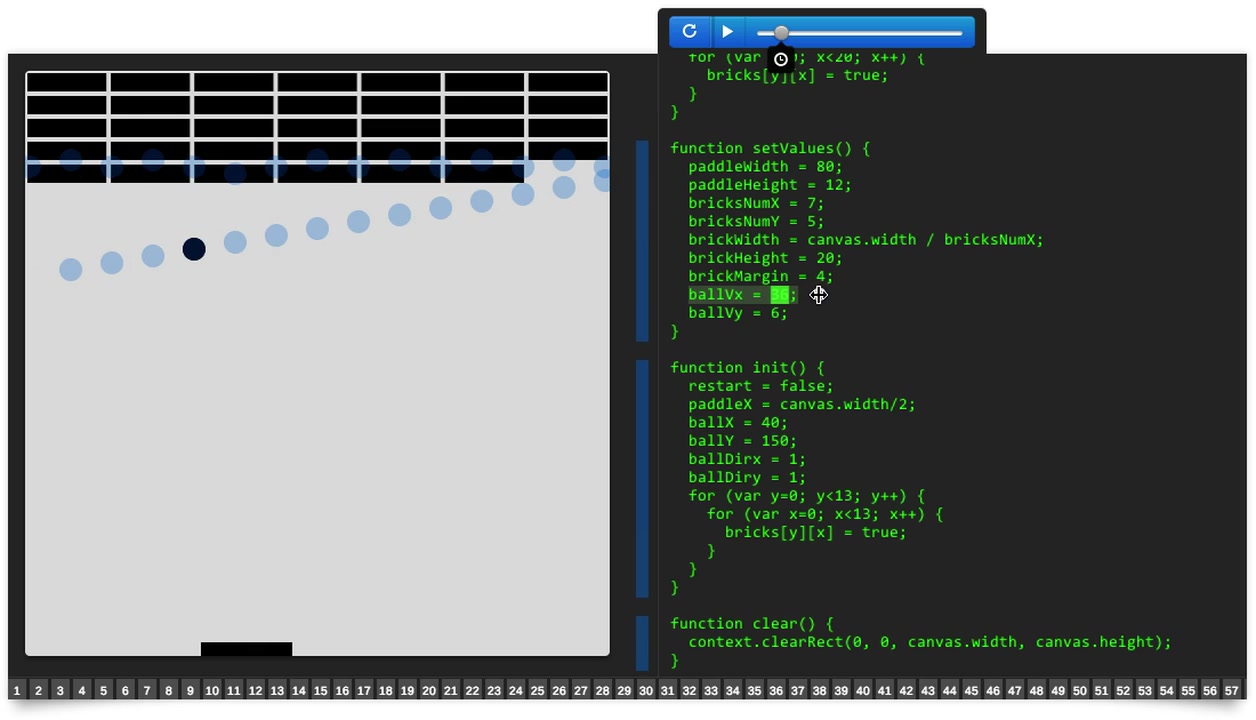 for (var x<20; x++) {
bricks[y][x] = true;
}
}
function setValues() {
paddleWidth = 80;
paddleHeight = 12;
bricksNumX = 7;
bricksNumY = 5;
brickWidth = canvas.width / bricksNumX;
brickHeight = 20;
brickMargin = 4;
ballVx = 36;
ballVy = 6;
}
function init() {
restart = false;
paddleX = canvas.width/2;
ballX = 40;
ballY = 150;
ballDirx = 1;
ballDiry = 1;
for (var y=0; y<13; y++) {
for (var x=0; x<13; x++) {
bricks[y][x] = true;
}
}
}
function clear() {
context.clearRect(0, 0, canvas.width, canvas.height);
}
1 2 3 4 5 6 7 8 9 10 11 12 13 14 15 16 17 18 19 20 21 22 23 24 25 26 27 28 29 30 31 32 33 34 35 36 37 38 39 40 41 42 43 44 45 46 47 48 49 50 51 52 53 54 55 56 57